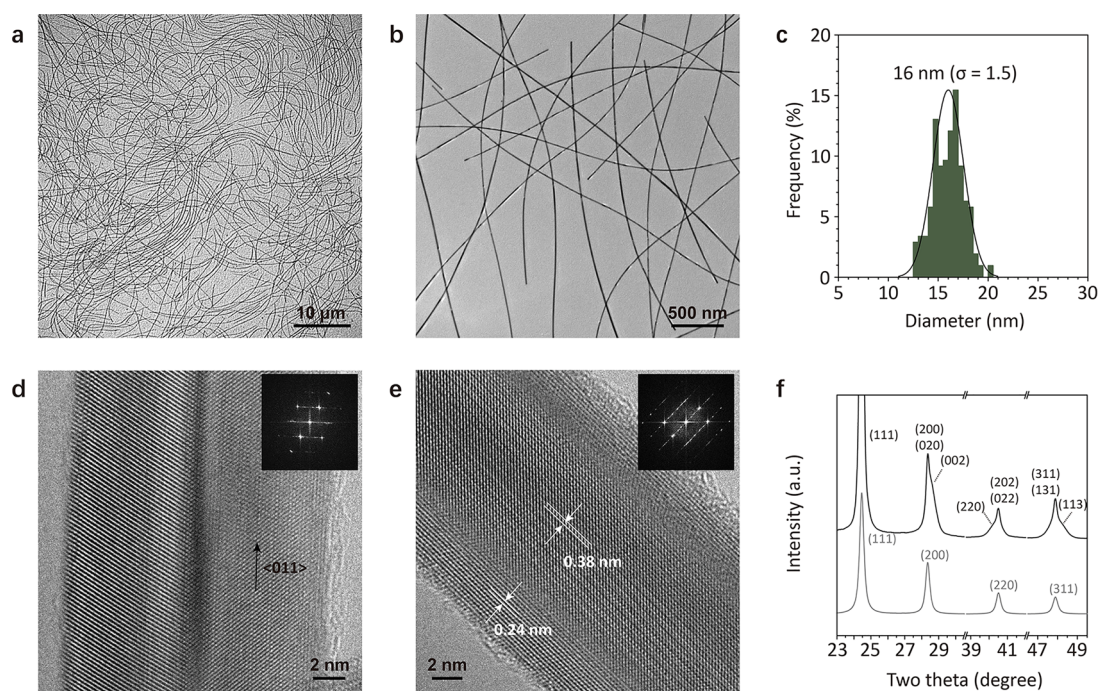 a
10 μm
b
500 nm
c
16 nm (σ = 1.5)
20
15
10
5
0
Frequency (%)
5 10 15 20 25 30
Diameter (nm)
d
<011>
2 nm
e
0.38 nm
0.24 nm
2 nm
f
Intensity (a.u.)
(111)
(200)
(020)
(002)
(220)
(202)
(022)
(311)
(131)
(113)
(111)
(200)
(220)
(311)
23 25 27 29 39 41 47 49
Two theta (degree)